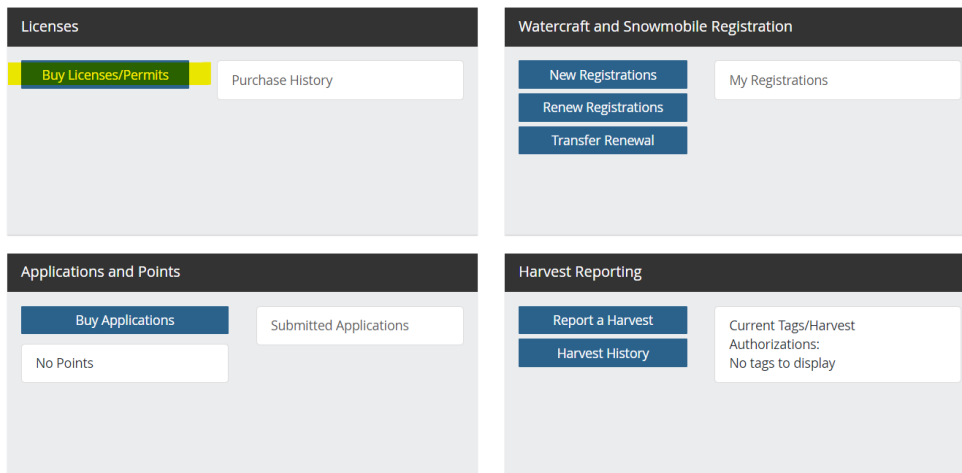 Licenses
Buy Licenses/Permits
Purchase History
Watercraft and Snowmobile Registration
New Registrations
Renew Registrations
Transfer Renewal
My Registrations
Applications and Points
Buy Applications
No Points
Submitted Applications
Harvest Reporting
Report a Harvest
Harvest History
Current Tags/Harvest
Authorizations:
No tags to display